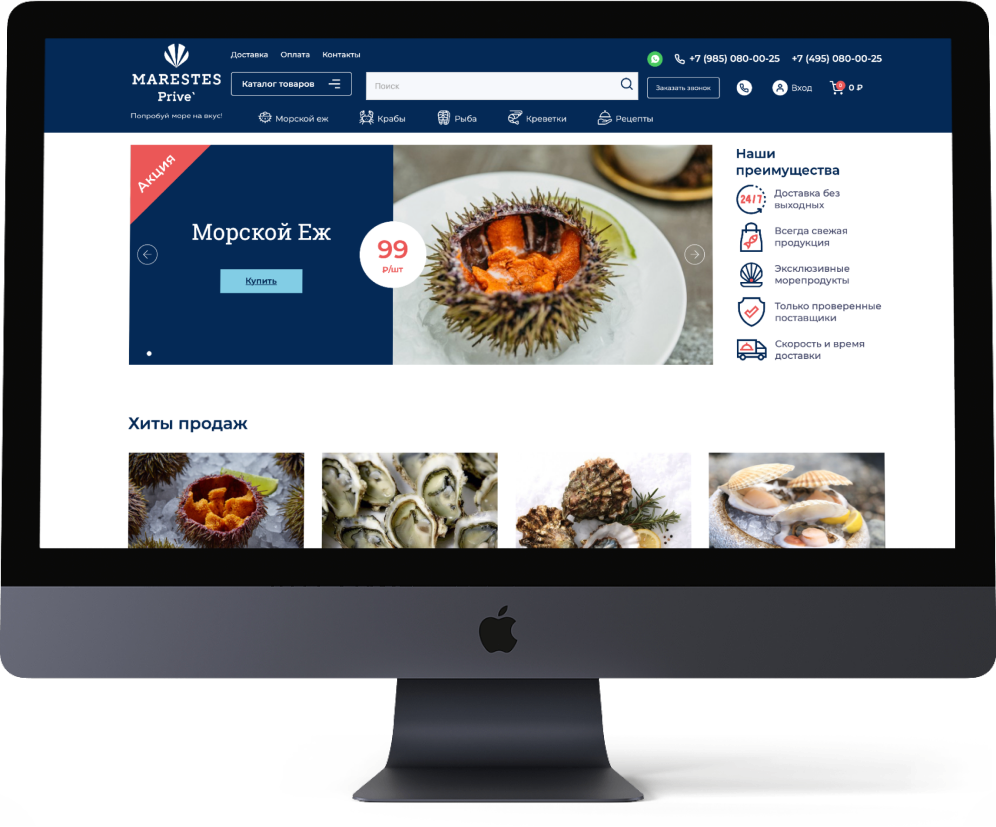 MARESTES
Prive`
Попробуй море на вкус!
Доставка Оплата Контакты
+7 (985) 080-00-25 +7 (495) 080-00-25
Каталог товаров
Поиск
Заказать звонок
Вход
0
0 ₽
Морской еж Крабы Рыба Креветки Рецепты
Акция
Морской Еж
Купить
99
₽/шт
Наши
преимущества
24/7
Доставка без
выходных
Всегда свежая
продукция
Эксклюзивные
морепродукты
Только проверенные
поставщики
Скорость и время
доставки
Хиты продаж